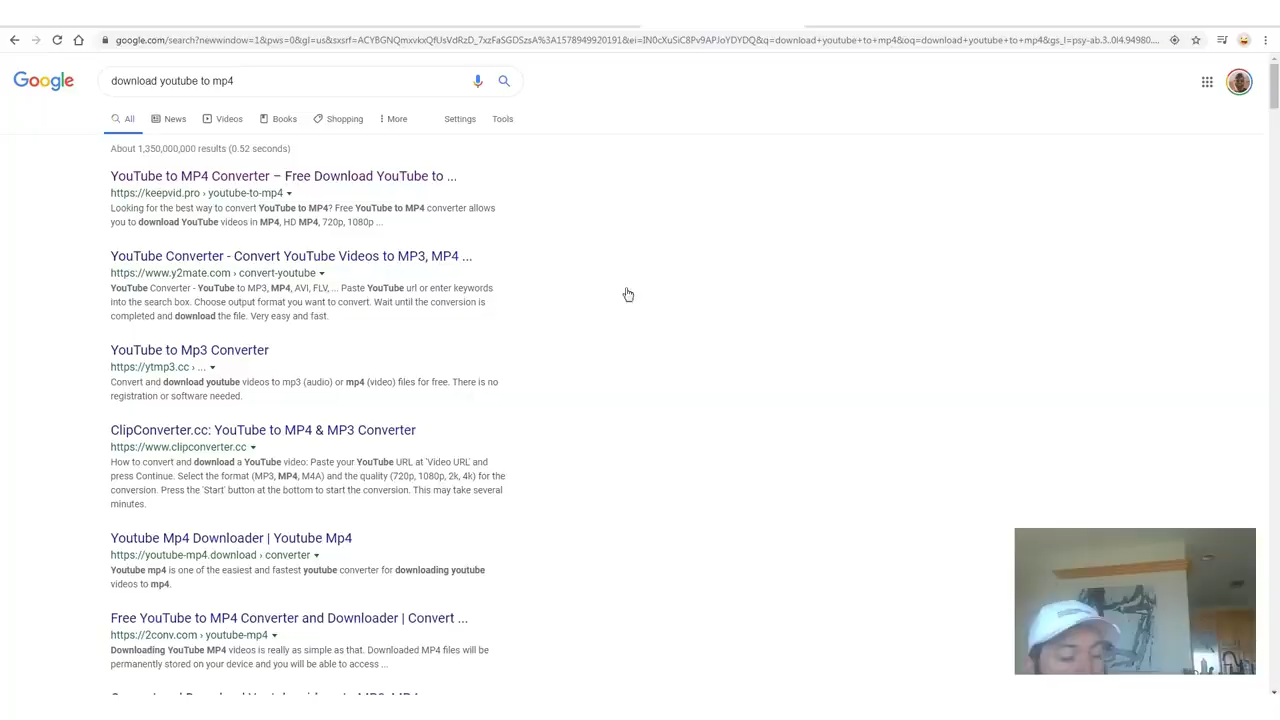 google.com/search?newwindow=1&pws=0&gl=us&sxsrf=ACYBGNQmxvkxQfUsVdRzD_7xzFaSGDSzsA%3A1578949920191&ei=IN0cXuSiC8Pv9APJoYDYDQ&q=download+youtube+to+mp4&oq=download+youtube+to+mp4&gs_l=psy-ab.3..0l4.94980....
Google
download youtube to mp4
All News Videos Books Shopping More Settings Tools
About 1,350,000,000 results (0.52 seconds)
YouTube to MP4 Converter – Free Download YouTube to ...
https://keepvid.pro › youtube-to-mp4
Looking for the best way to convert YouTube to MP4? Free YouTube to MP4 converter allows
you to download YouTube videos in MP4, HD MP4, 720p, 1080p ...
YouTube Converter - Convert YouTube Videos to MP3, MP4 ...
https://www.y2mate.com › convert-youtube
YouTube Converter - YouTube to MP3, MP4, AVI, FLV, ... Paste YouTube url or enter keywords
into the search box. Choose output format you want to convert. Wait until the conversion is
completed and download the file. Very easy and fast.
YouTube to Mp3 Converter
https://ytmp3.cc › ...
Convert and download youtube videos to mp3 (audio) or mp4 (video) files for free. There is no
registration or software needed.
ClipConverter.cc: YouTube to MP4 & MP3 Converter
https://www.clipconverter.cc
How to convert and download a YouTube video: Paste your YouTube URL at 'Video URL' and
press Continue. Select the format (MP3, MP4, M4A) and the quality (720p, 1080p, 2k, 4k) for the
conversion. Press the 'Start' button at the bottom to start the conversion. This may take several
minutes.
Youtube Mp4 Downloader | Youtube Mp4
https://youtube-mp4.download › converter
Youtube mp4 is one of the easiest and fastest youtube converter for downloading youtube
videos to mp4.
Free YouTube to MP4 Converter and Downloader | Convert ...
https://2conv.com › youtube-mp4
Downloading YouTube MP4 videos is really as simple as that. Downloaded MP4 files will be
permanently stored on your device and you will be able to access ...